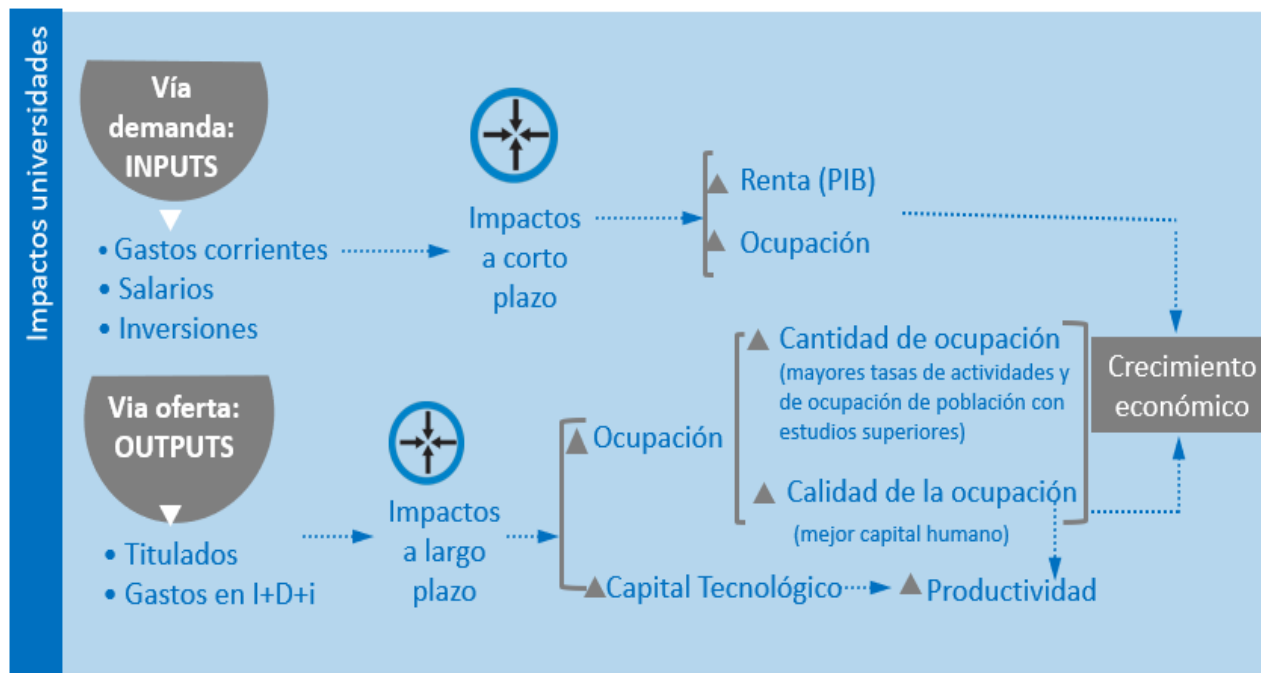 Impactos universidades
Vía
demanda:
INPUTS
• Gastos corrientes
• Salarios
• Inversiones
Impactos
a corto
plazo
Renta (PIB)
Ocupación
Via oferta:
OUTPUTS
• Titulados
• Gastos en I+D+i
Impactos
a largo
plazo
Ocupación
Capital Tecnológico
Cantidad de ocupación
(mayores tasas de actividades y
de ocupación de población con
estudios superiores)
Calidad de la ocupación
(mejor capital humano)
Productividad
Crecimiento
económico